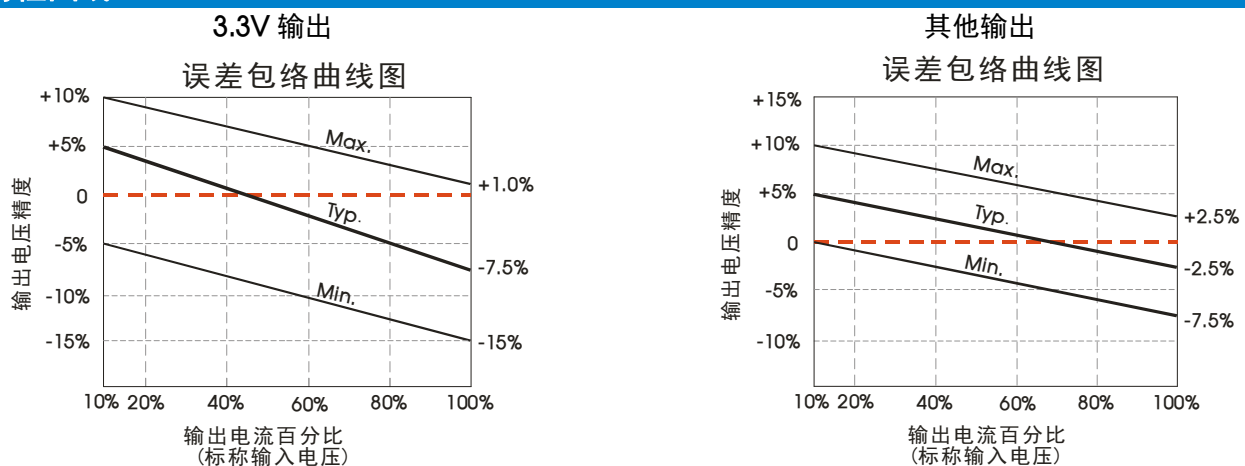 3.3V 输出
误差包络曲线图
+10%
+5%
0
-5%
-10%
-15%
Max.
Typ.
Min.
+1.0%
-7.5%
-15%
输出电压精度
10% 20% 40% 60% 80% 100%
输出电流百分比
(标称输入电压)
其他输出
误差包络曲线图
+15%
+10%
+5%
0
-5%
-10%
Max.
Typ.
Min.
+2.5%
-2.5%
-7.5%
输出电压精度
10% 20% 40% 60% 80% 100%
输出电流百分比
(标称输入电压)